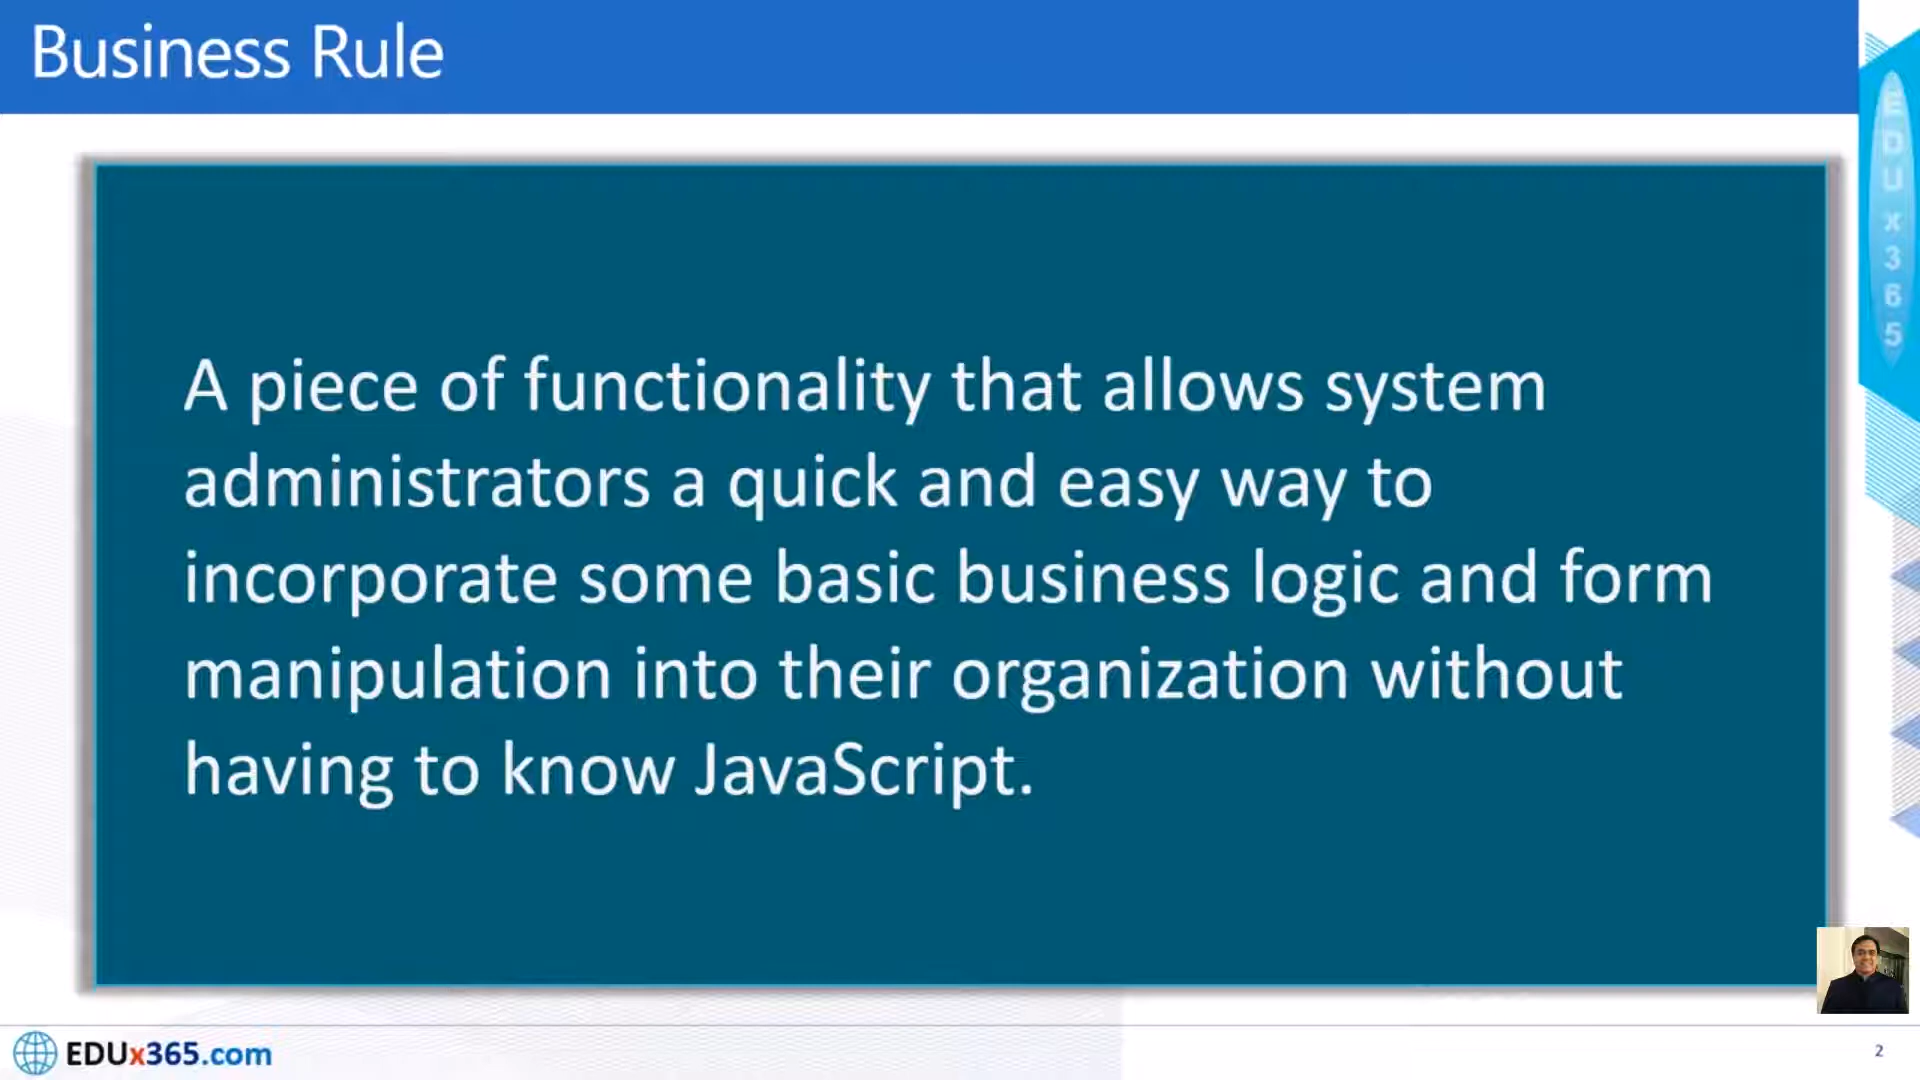 Business Rule
A piece of functionality that allows system
administrators a quick and easy way to
incorporate some basic business logic and form
manipulation into their organization without
having to know JavaScript.
EDUx365
EDUx365.com
2